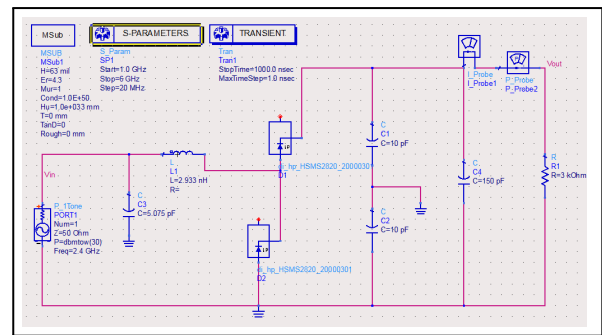 MSub
S-PARAMETERS
TRANSIENT
MSUB
MSub1
H=63 mil
Er=4.3
Mur=1
Cond=1.0E+50
Hu=1.0e+033 mm
T=0 mm
TanD=0
Rough=0 mm
S_Param
SP1
Start=1.0 GHz
Stop=6 GHz
Step=20 MHz
Tran
Tran1
StopTime=1000.0 nsec
MaxTimeStep=1.0 nsec
I_Probe
I_Probe1
P_Probe
P_Probe2
Vout
di_hp_HSMS2820_20000301
D1
C
C1
C=10 pF
C
C4
C=150 pF
R
R1
R=3 kOhm
L
L1
L=2.933 nH
R=
Vin
C
C3
C=5.075 pF
P_1Tone
PORT1
Num=1
Z=50 Ohm
P=dbmtow(30)
Freq=2.4 GHz
C
C2
C=10 pF
di_hp_HSMS2820_20000301
D2